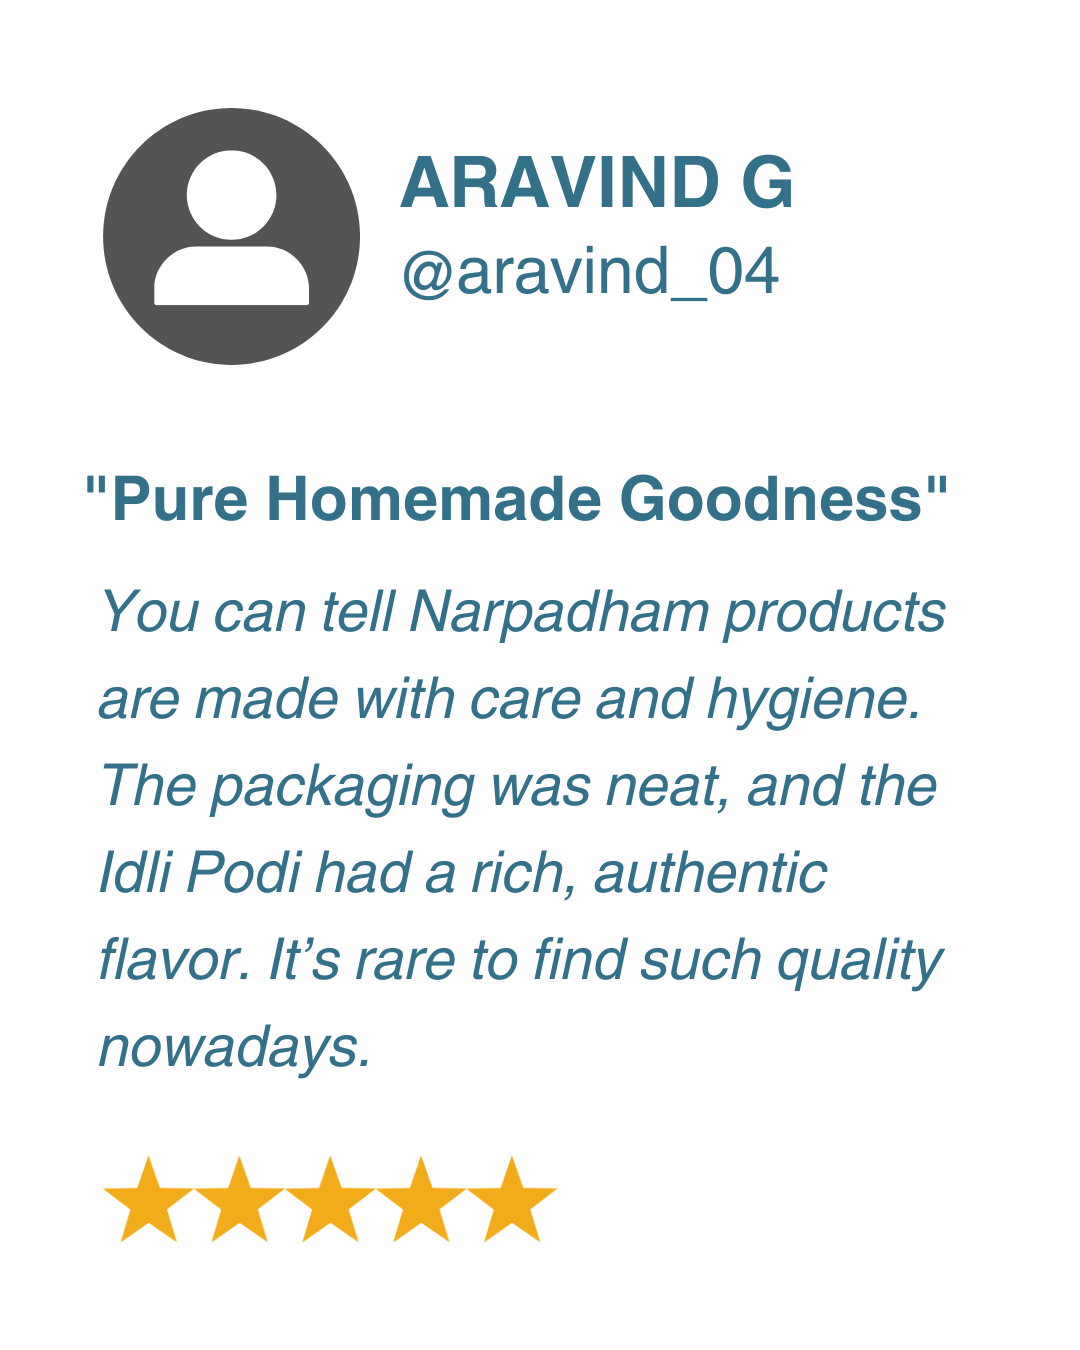 ARAVIND G
@aravind_04
"Pure Homemade Goodness"
You can tell Narpadham products
are made with care and hygiene.
The packaging was neat, and the
Idli Podi had a rich, authentic
flavor. It’s rare to find such quality
nowadays.